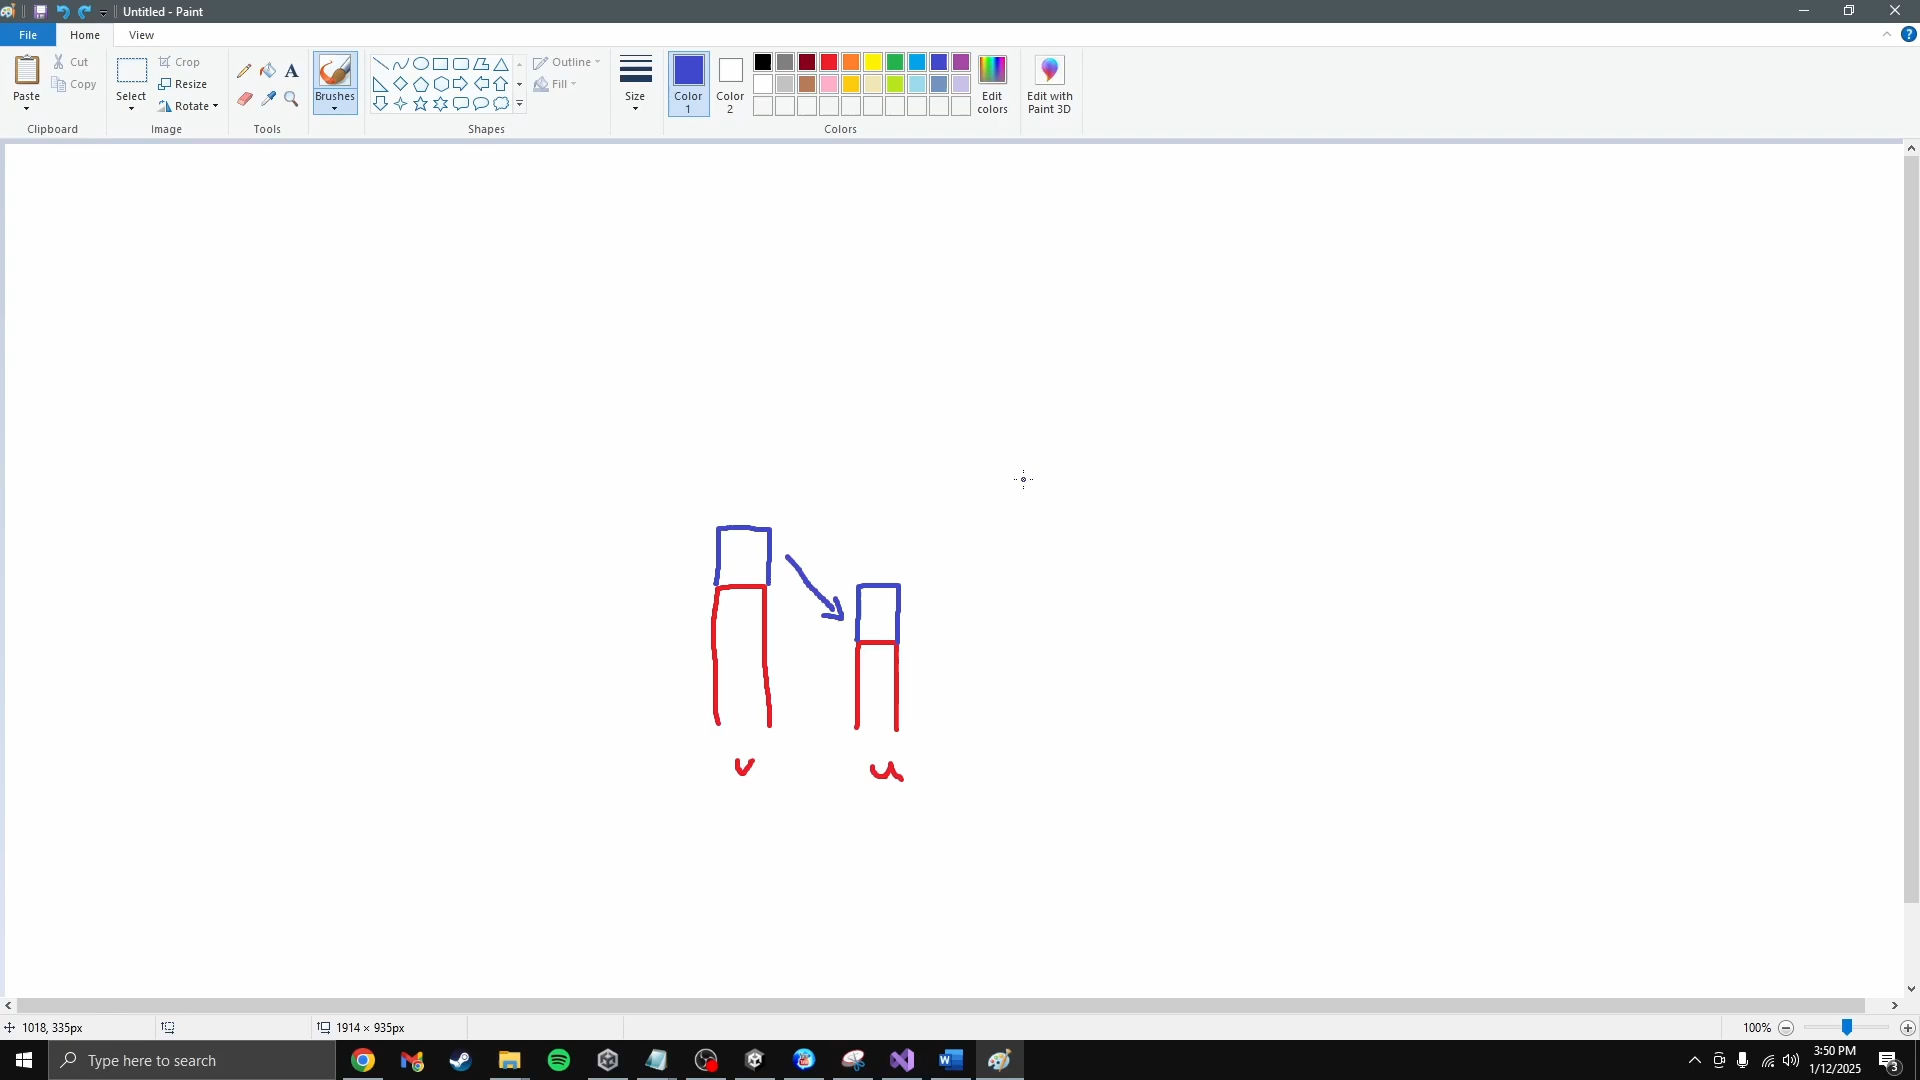 Untitled - Paint
File Home View
Paste Cut Copy Clipboard
Select Crop Resize Rotate Image
Tools
Brushes
Outline Fill Shapes
Size
Color 1 Color 2 Edit colors Colors
Edit with Paint 3D
v u
1018, 335px 1914 × 935px 100%
Type here to search
3:50 PM
1/12/2025
3